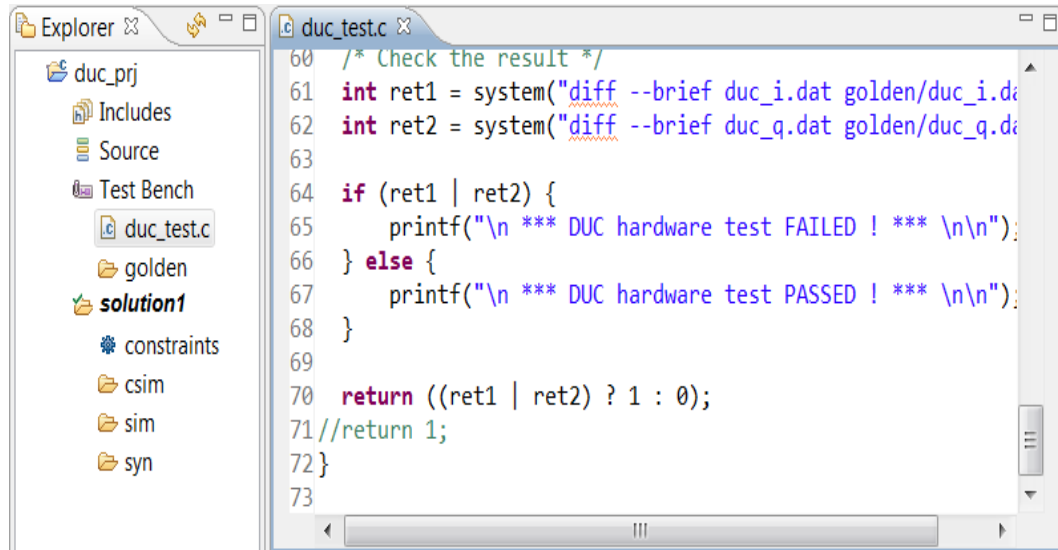 Explorer
duc_prj
Includes
Source
Test Bench
duc_test.c
golden
solution1
constraints
csim
sim
syn
duc_test.c
60 /* Check the result */
61 int ret1 = system("diff --brief duc_i.dat golden/duc_i.da
62 int ret2 = system("diff --brief duc_q.dat golden/duc_q.da
63
64 if (ret1 | ret2) {
65 printf("\n *** DUC hardware test FAILED ! *** \n\n");
66 } else {
67 printf("\n *** DUC hardware test PASSED ! *** \n\n");
68 }
69
70 return ((ret1 | ret2) ? 1 : 0);
71 //return 1;
72 }
73